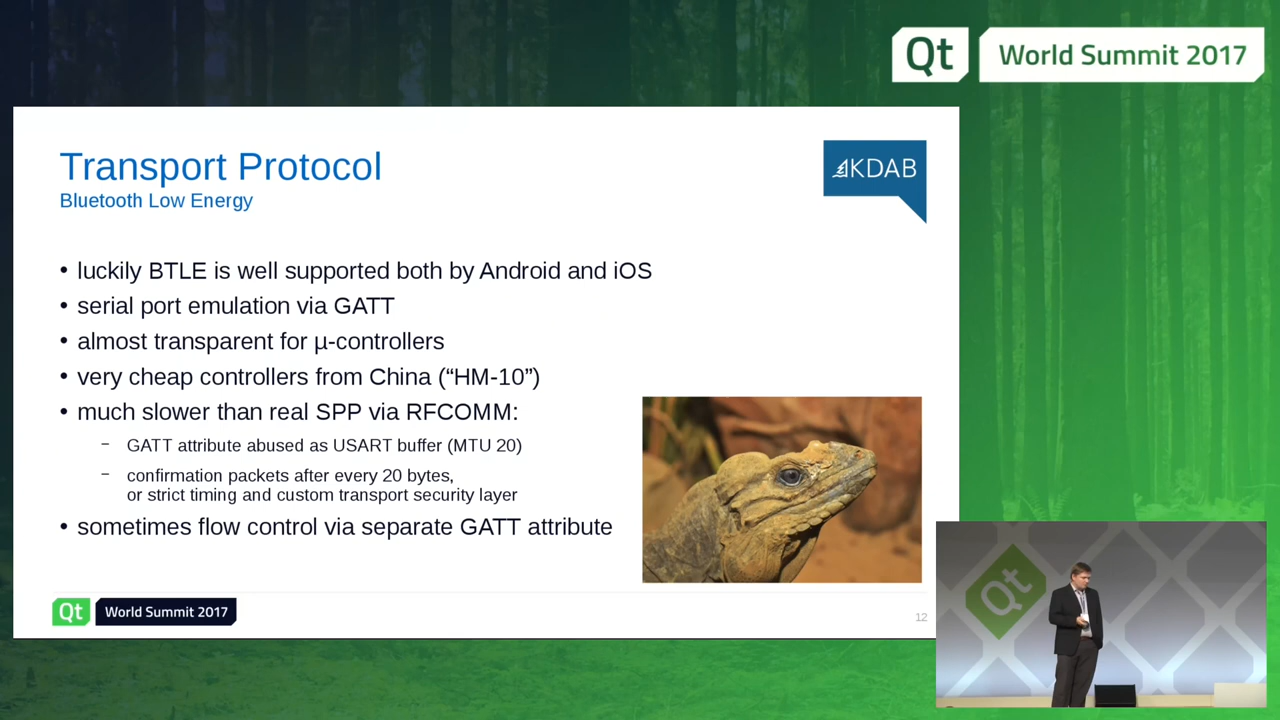 Qt World Summit 2017
Transport Protocol
Bluetooth Low Energy
KDAB
• luckily BTLE is well supported both by Android and iOS
• serial port emulation via GATT
• almost transparent for µ-controllers
• very cheap controllers from China (“HM-10”)
• much slower than real SPP via RFCOMM:
– GATT attribute abused as USART buffer (MTU 20)
– confirmation packets after every 20 bytes,
or strict timing and custom transport security layer
• sometimes flow control via separate GATT attribute
Qt World Summit 2017
12
Qt